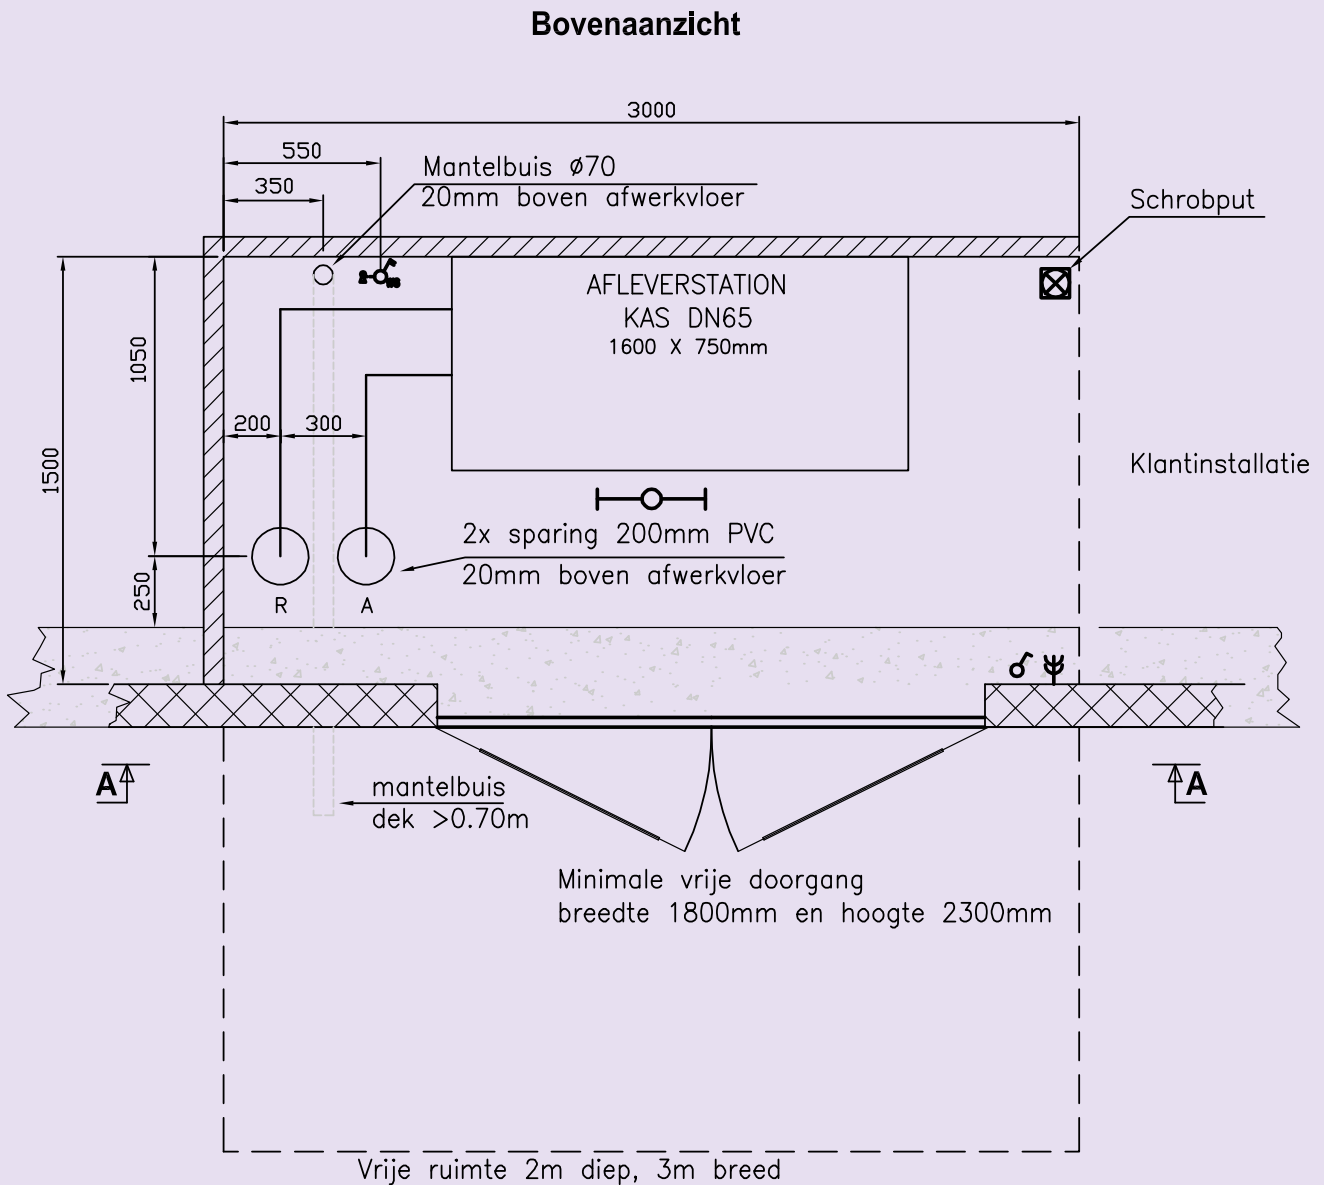 Bovenaanzicht
3000
550
350
Mantelbuis ø70
20mm boven afwerkvloer
Schrobput
AFLEVERSTATION
KAS DN65
1600 X 750mm
1050
1500
200
300
Klantinstallatie
2x sparing 200mm PVC
20mm boven afwerkvloer
250
R
A
A
A
mantelbuis
dek >0.70m
Minimale vrije doorgang
breedte 1800mm en hoogte 2300mm
Vrije ruimte 2m diep, 3m breed